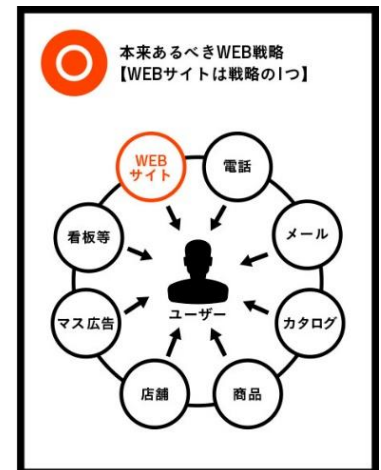 本来あるべきWEB戦略
【WEBサイトは戦略の1つ】
WEB
サイト
電話
看板等
メール
ユーザー
マス広告
カタログ
店舗
商品